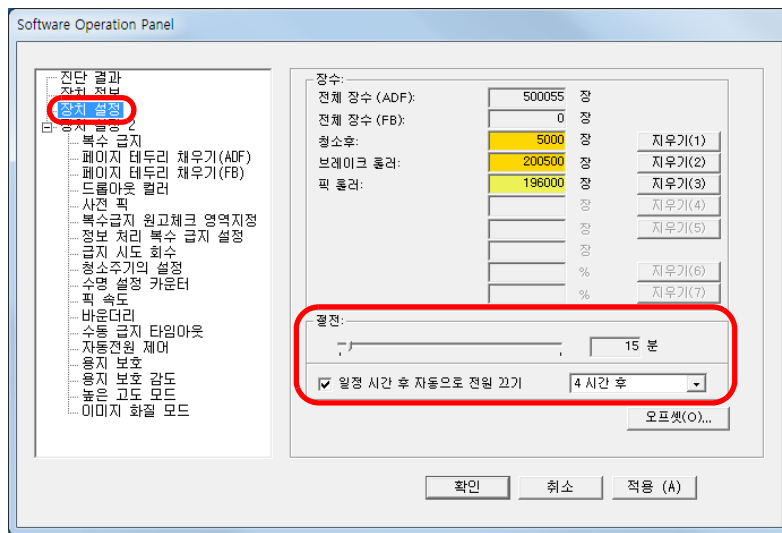 Software Operation Panel
진단 결과
장치 정보
장치 설정
장치 설정 2
복수 급지
페이지 테두리 채우기(ADF)
페이지 테두리 채우기(FB)
드롭아웃 컬러
사전 픽
복수급지 원고체크 영역지정
정보 처리 복수 급지 설정
급지 시도 회수
청소주기의 설정
수명 설정 카운터
픽 속도
바운더리
수동 급지 타임아웃
자동전원 제어
용지 보호
용지 보호 감도
높은 고도 모드
이미지 화질 모드
장수:
전체 장수 (ADF): 500055 장
전체 장수 (FB): 0 장
청소후: 5000 장 지우기(1)
브레이크 롤러: 200500 장 지우기(2)
픽 롤러: 196000 장 지우기(3)
장 지우기(4)
장 지우기(5)
장
% 지우기(6)
% 지우기(7)
절전:
15 분
일정 시간 후 자동으로 전원 끄기 4 시간 후
오프셋(O)...
확인 취소 적용 (A)